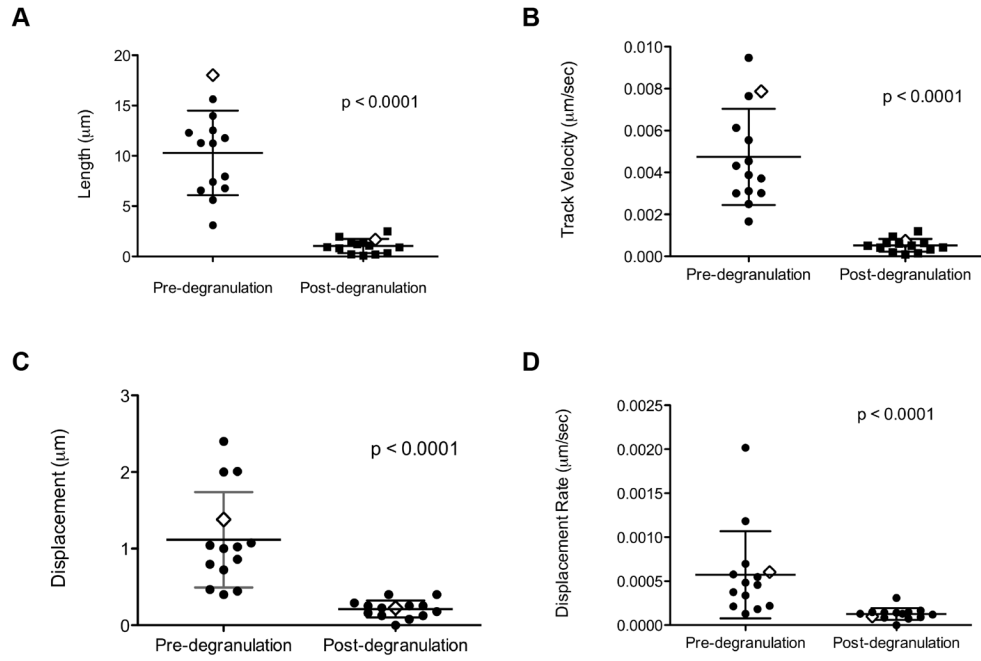 A
Length (μm)
20
15
10
5
0
p < 0.0001
Pre-degranulation
Post-degranulation
B
Track Velocity (μm/sec)
0.010
0.008
0.006
0.004
0.002
0.000
p < 0.0001
Pre-degranulation
Post-degranulation
C
Displacement (μm)
3
2
1
0
p < 0.0001
Pre-degranulation
Post-degranulation
D
Displacement Rate (μm/sec)
0.0025
0.0020
0.0015
0.0010
0.0005
0.0000
p < 0.0001
Pre-degranulation
Post-degranulation